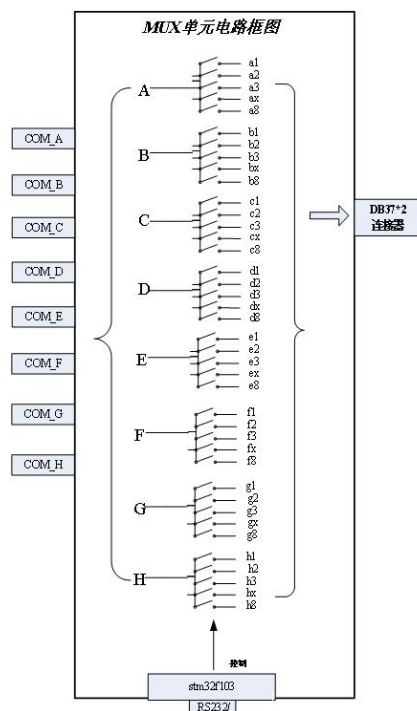 MUX单元电路框图
COM_A
COM_B
COM_C
COM_D
COM_E
COM_F
COM_G
COM_H
A
a1
a2
a3
ax
a8
B
b1
b2
b3
bx
b8
C
c1
c2
c3
cx
c8
D
d1
d2
d3
dx
d8
E
e1
e2
e3
ex
e8
F
f1
f2
f3
fx
f8
G
g1
g2
g3
gx
g8
H
h1
h2
h3
hx
h8
DB37*2
连接器
控制
stm32f103
RS232/